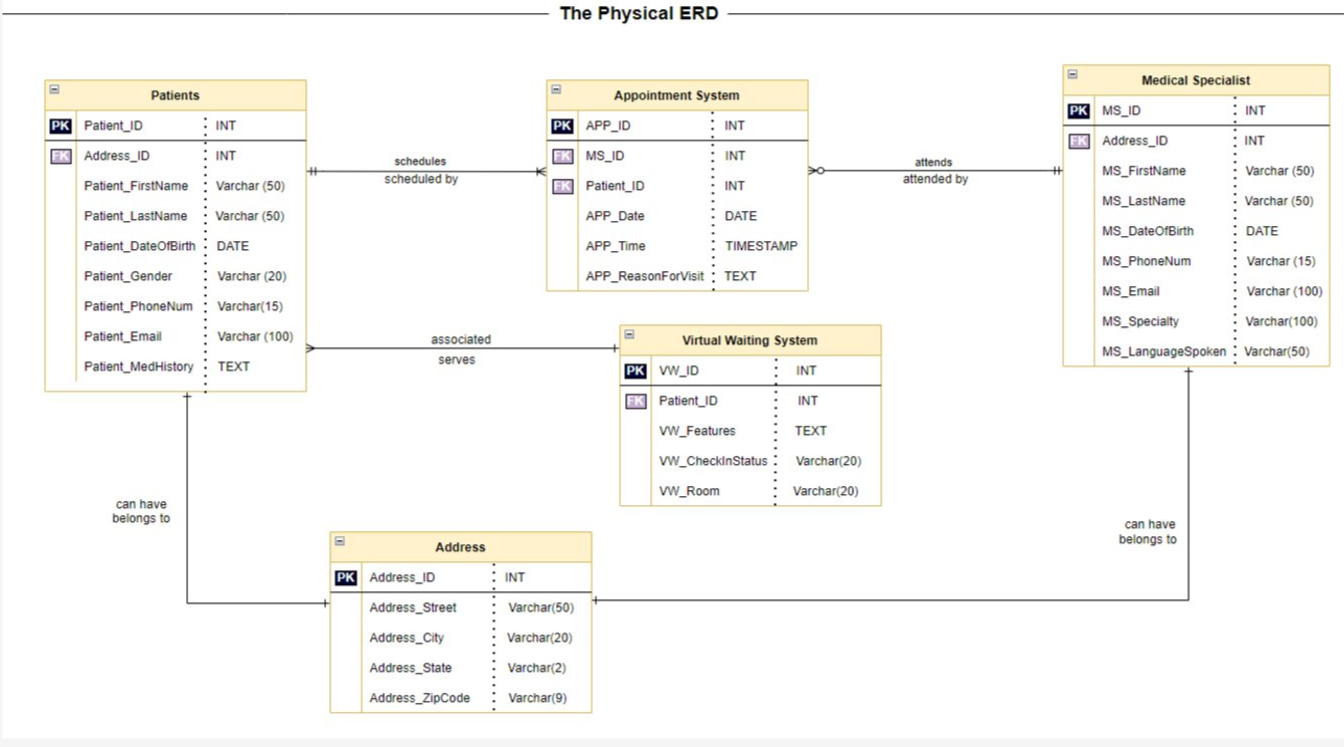 The Physical ERD
Patients
PK Patient_ID INT
FK Address_ID INT
Patient_FirstName Varchar (50)
Patient_LastName Varchar (50)
Patient_DateOfBirth DATE
Patient_Gender Varchar (20)
Patient_PhoneNum Varchar(15)
Patient_Email Varchar (100)
Patient_MedHistory TEXT
schedules
scheduled by
Appointment System
PK APP_ID INT
FK MS_ID INT
FK Patient_ID INT
APP_Date DATE
APP_Time TIMESTAMP
APP_ReasonForVisit TEXT
attends
attended by
Medical Specialist
PK MS_ID INT
FK Address_ID INT
MS_FirstName Varchar (50)
MS_LastName Varchar (50)
MS_DateOfBirth DATE
MS_PhoneNum Varchar (15)
MS_Email Varchar (100)
MS_Specialty Varchar(100)
MS_LanguageSpoken Varchar(50)
associated
serves
Virtual Waiting System
PK VW_ID INT
FK Patient_ID INT
VW_Features TEXT
VW_CheckInStatus Varchar(20)
VW_Room Varchar(20)
can have
belongs to
Address
PK Address_ID INT
Address_Street Varchar(50)
Address_City Varchar(20)
Address_State Varchar(2)
Address_ZipCode Varchar(9)
can have
belongs to